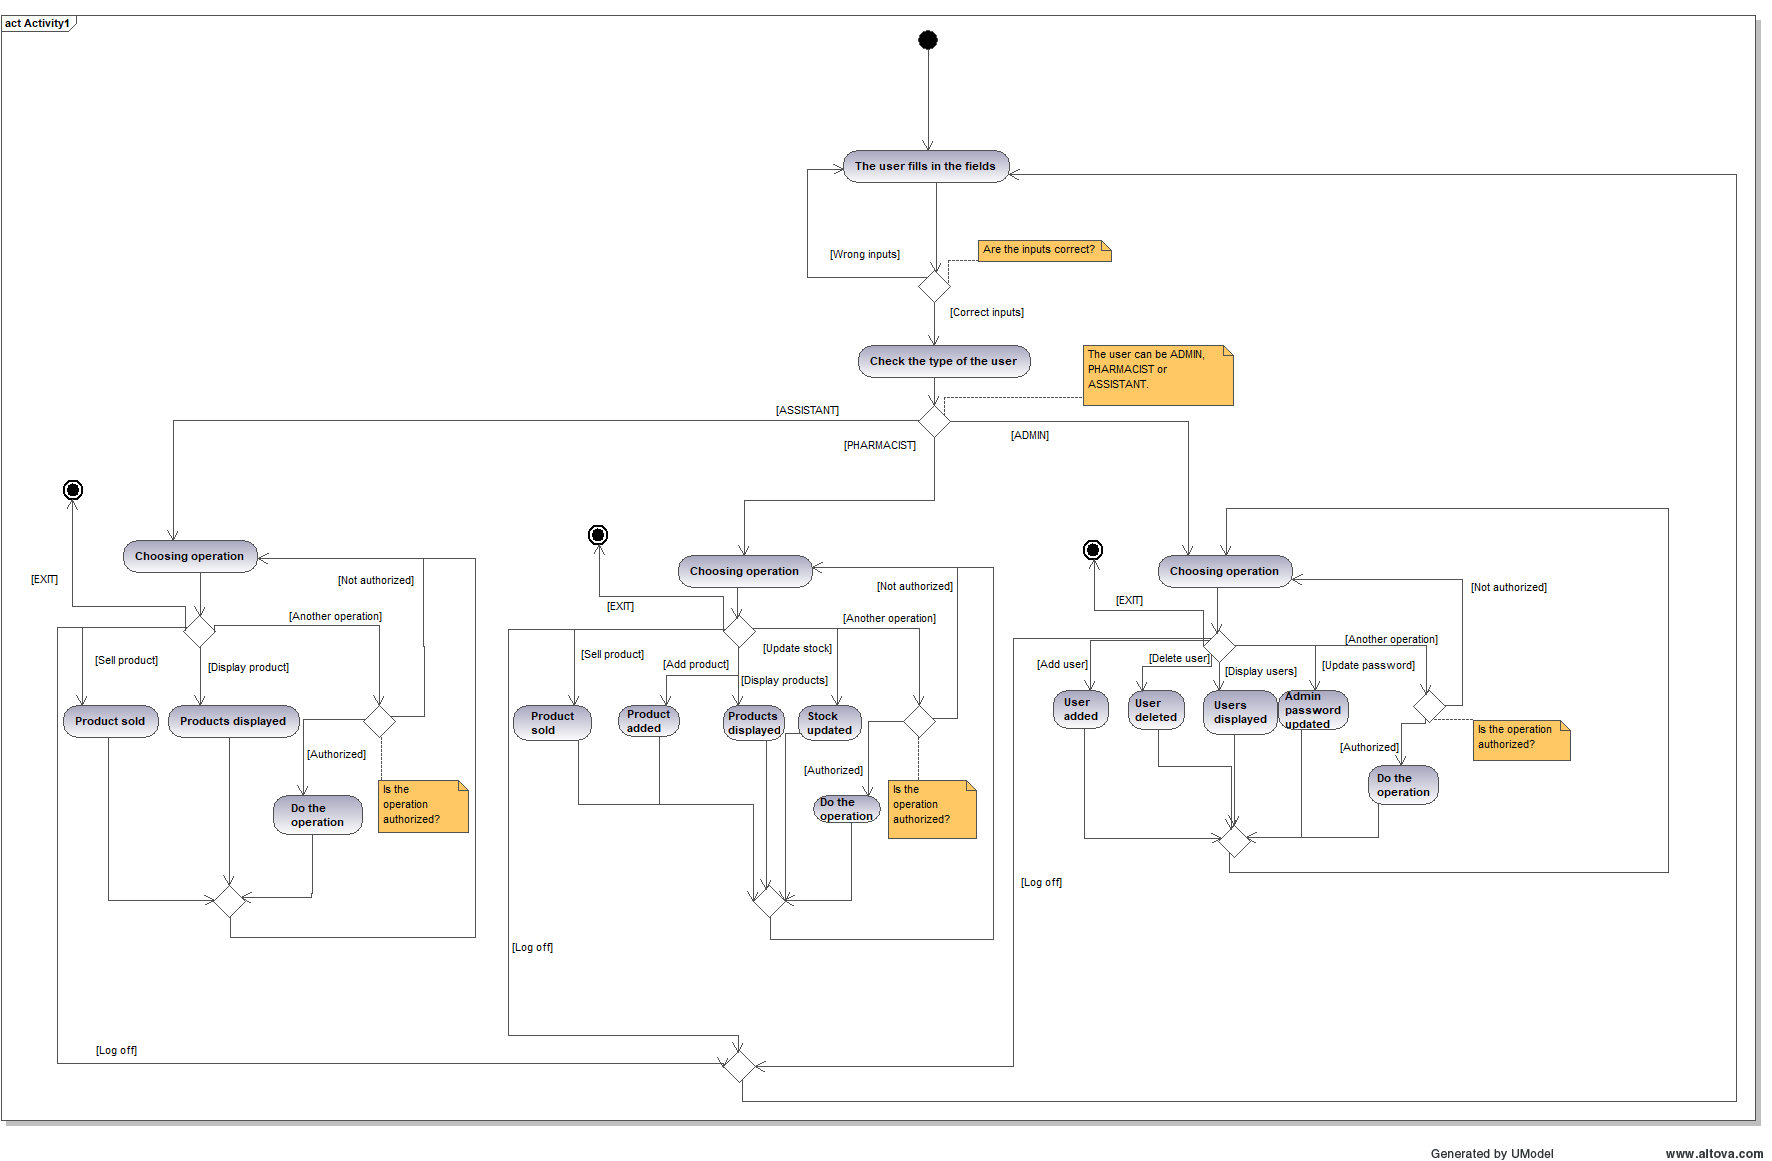 act Activity1
The user fills in the fields
[Wrong inputs]
Are the inputs correct?
[Correct inputs]
Check the type of the user
The user can be ADMIN,
PHARMACIST or
ASSISTANT.
[ASSISTANT]
[PHARMACIST]
[ADMIN]
Choosing operation
[EXIT]
[Not authorized]
[Another operation]
[Sell product]
[Display product]
Product sold
Products displayed
[Authorized]
Is the
operation
authorized?
Do the
operation
[Log off]
Choosing operation
[EXIT]
[Not authorized]
[Another operation]
[Sell product]
[Update stock]
[Add product]
[Display products]
Product
sold
Product
added
Products
displayed
Stock
updated
[Authorized]
Is the
operation
authorized?
Do the
operation
[Log off]
Choosing operation
[EXIT]
[Not authorized]
[Another operation]
[Add user]
[Delete user]
[Display users]
[Update password]
User
added
User
deleted
Users
displayed
Admin
password
updated
Is the operation
authorized?
[Authorized]
Do the
operation
[Log off]
Generated by UModel
www.altova.com